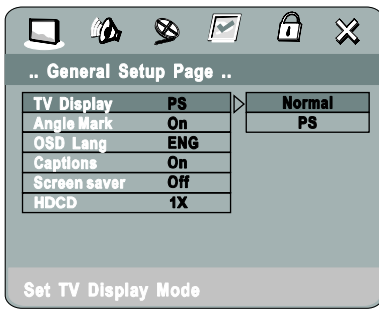 .. General Setup Page ..
TV Display PS Normal
Angle Mark On PS
OSD Lang ENG
Captions On
Screen saver Off
HDCD 1X
Set TV Display Mode